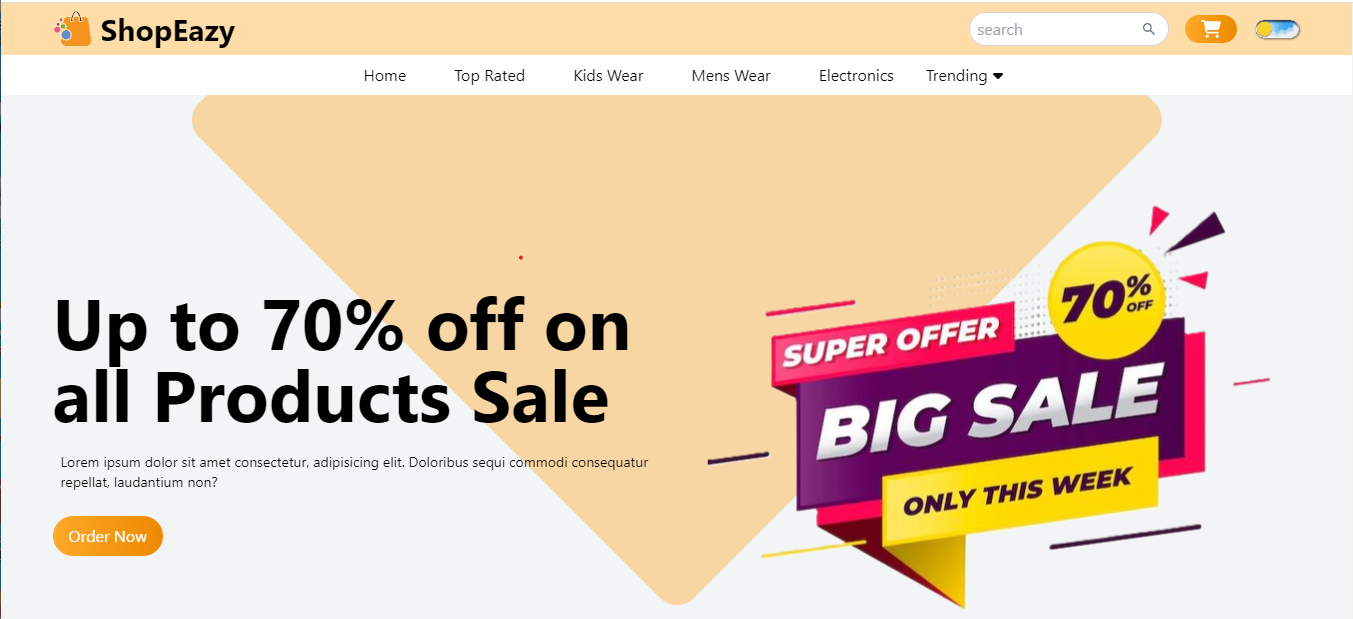 ShopEazy
search
Home
Top Rated
Kids Wear
Mens Wear
Electronics
Trending
Up to 70% off on
all Products Sale
Lorem ipsum dolor sit amet consectetur, adipisicing elit. Doloribus sequi commodi consequatur
repellat, laudantium non?
Order Now
70%
OFF
SUPER OFFER
BIG SALE
ONLY THIS WEEK